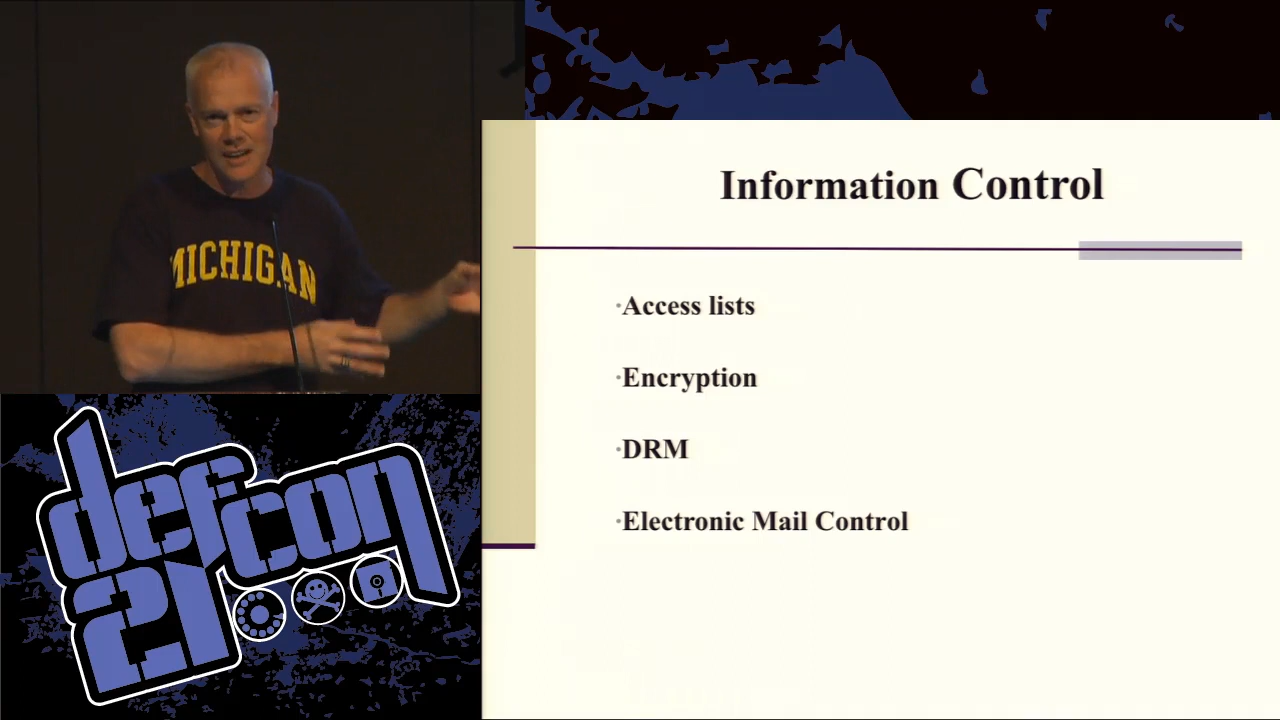 MICHIGAN
defcon
21
Information Control
·Access lists
·Encryption
·DRM
·Electronic Mail Control